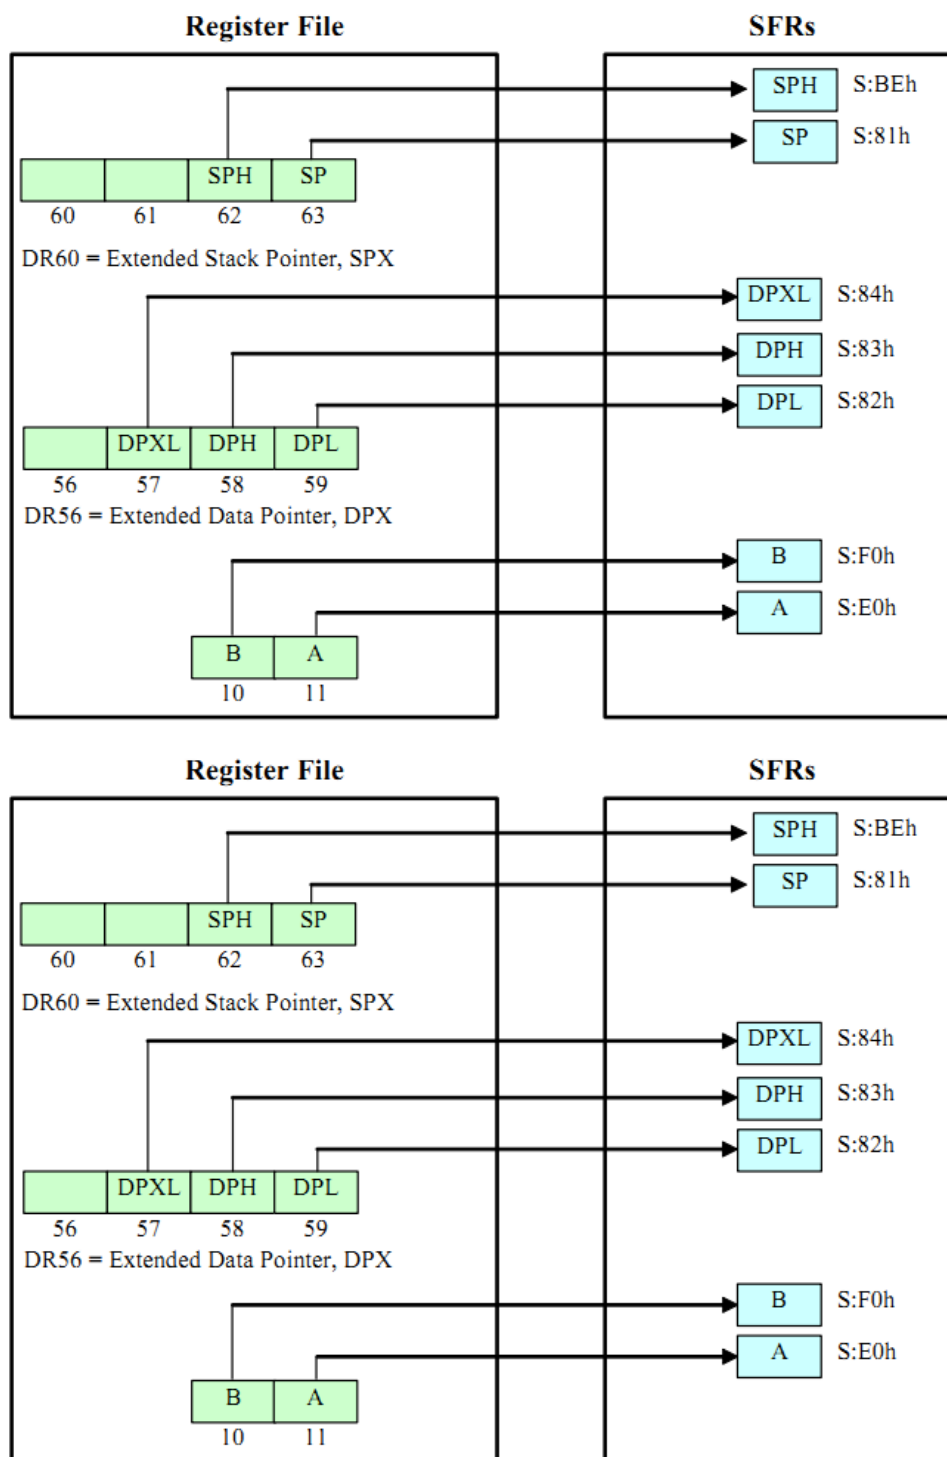 Register File SFRs
SPH S:BEh
SP S:81h
SPH SP
60 61 62 63
DR60 = Extended Stack Pointer, SPX
DPXL S:84h
DPH S:83h
DPL S:82h
DPXL DPH DPL
56 57 58 59
DR56 = Extended Data Pointer, DPX
B S:F0h
A S:E0h
B A
10 11
Register File SFRs
SPH S:BEh
SP S:81h
SPH SP
60 61 62 63
DR60 = Extended Stack Pointer, SPX
DPXL S:84h
DPH S:83h
DPL S:82h
DPXL DPH DPL
56 57 58 59
DR56 = Extended Data Pointer, DPX
B S:F0h
A S:E0h
B A
10 11